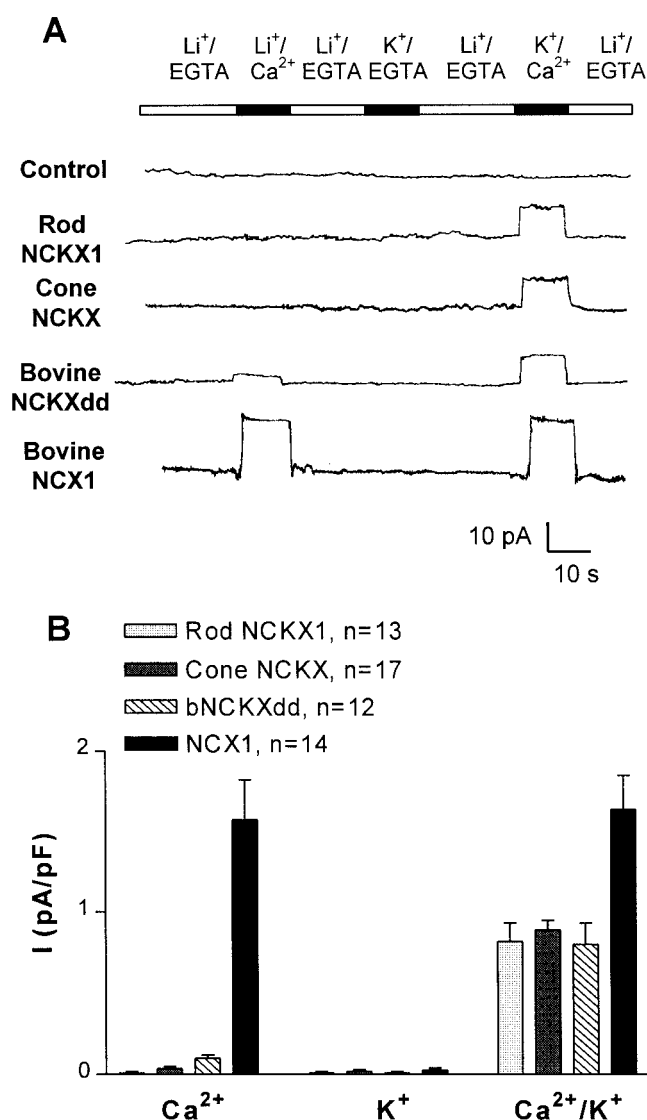 A
Li⁺/ Li⁺/ Li⁺/ K⁺/ Li⁺/ K⁺/ Li⁺/
EGTA Ca²⁺ EGTA EGTA EGTA Ca²⁺ EGTA
Control
Rod
NCKX1
Cone
NCKX
Bovine
NCKXdd
Bovine
NCX1
10 pA
10 s
B
Rod NCKX1, n=13
Cone NCKX, n=17
bNCKXdd, n=12
NCX1, n=14
2
1
0
I (pA/pF)
Ca²⁺ K⁺ Ca²⁺/K⁺